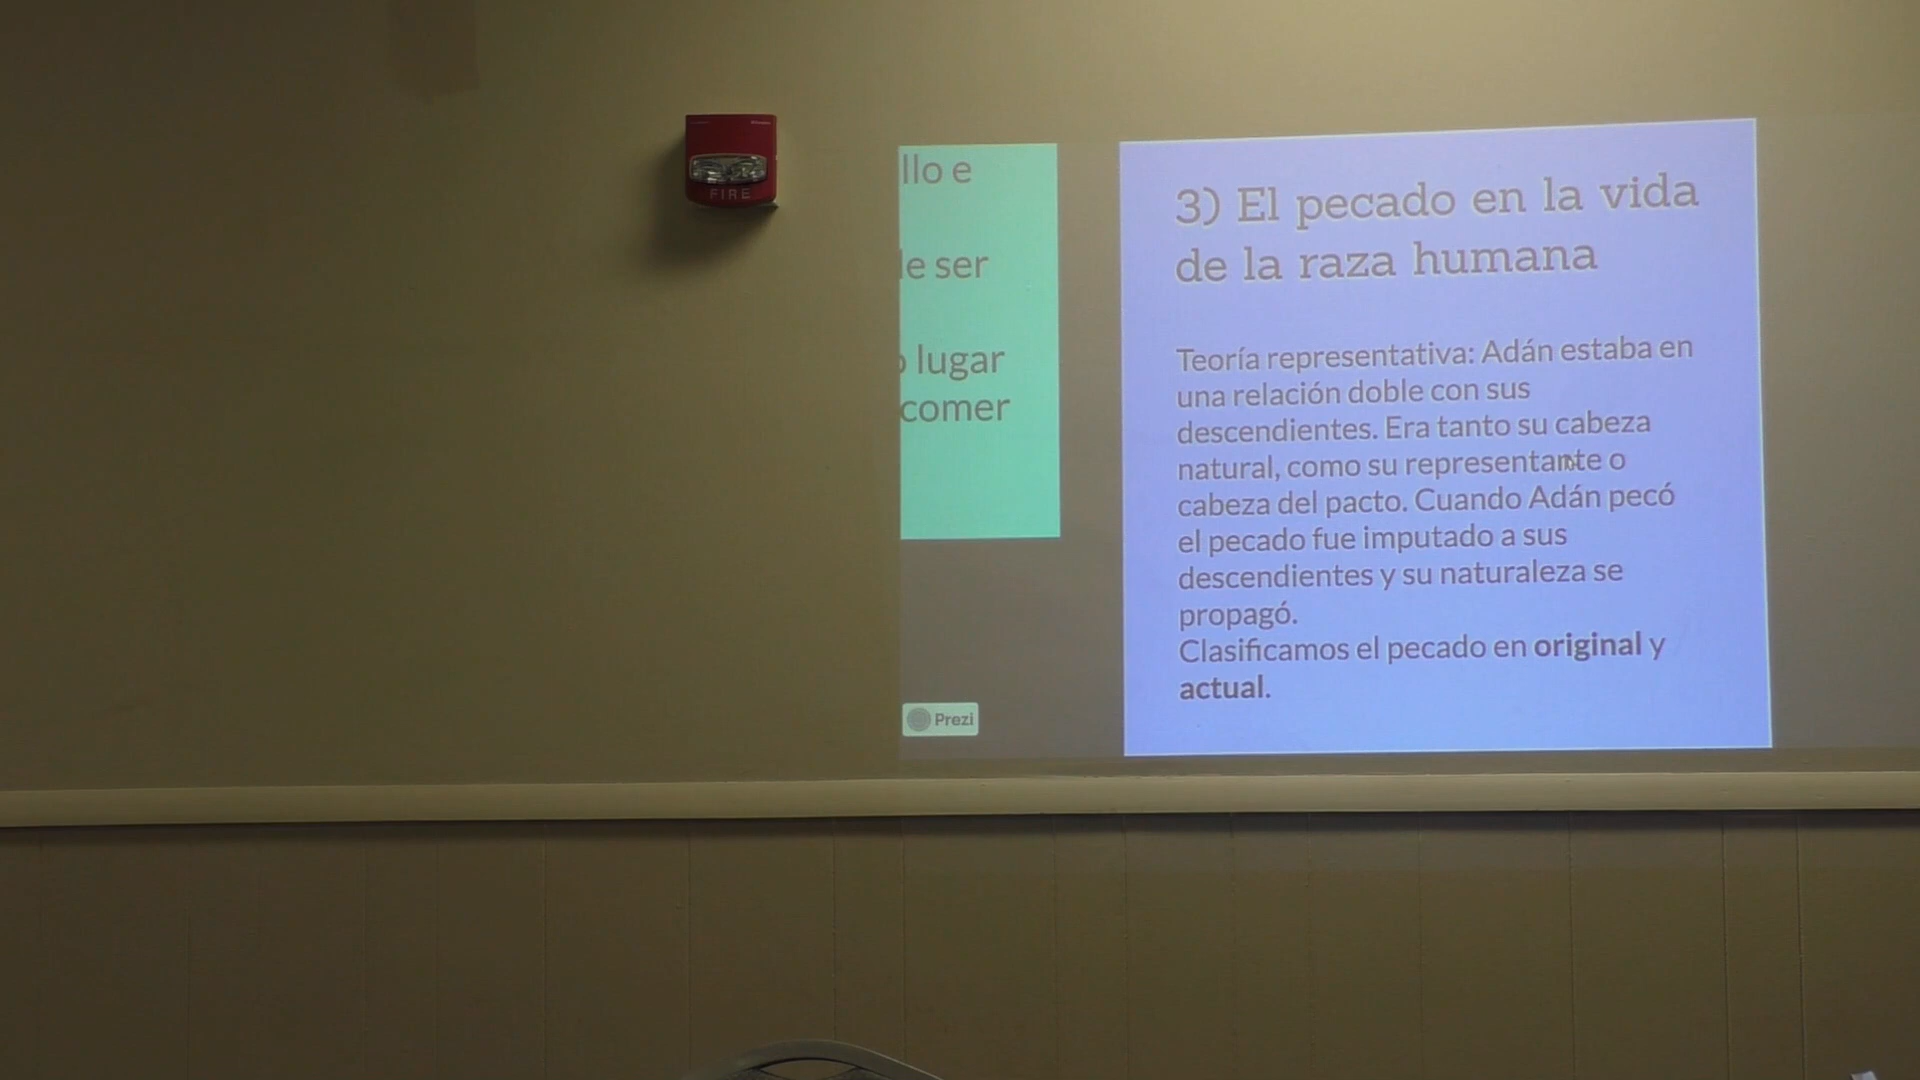 FIRE
llo e
e ser
lugar
comer
Prezi
3) El pecado en la vida
de la raza humana
Teoría representativa: Adán estaba en
una relación doble con sus
descendientes. Era tanto su cabeza
natural, como su representante o
cabeza del pacto. Cuando Adán pecó
el pecado fue imputado a sus
descendientes y su naturaleza se
propagó.
Clasificamos el pecado en original y
actual.